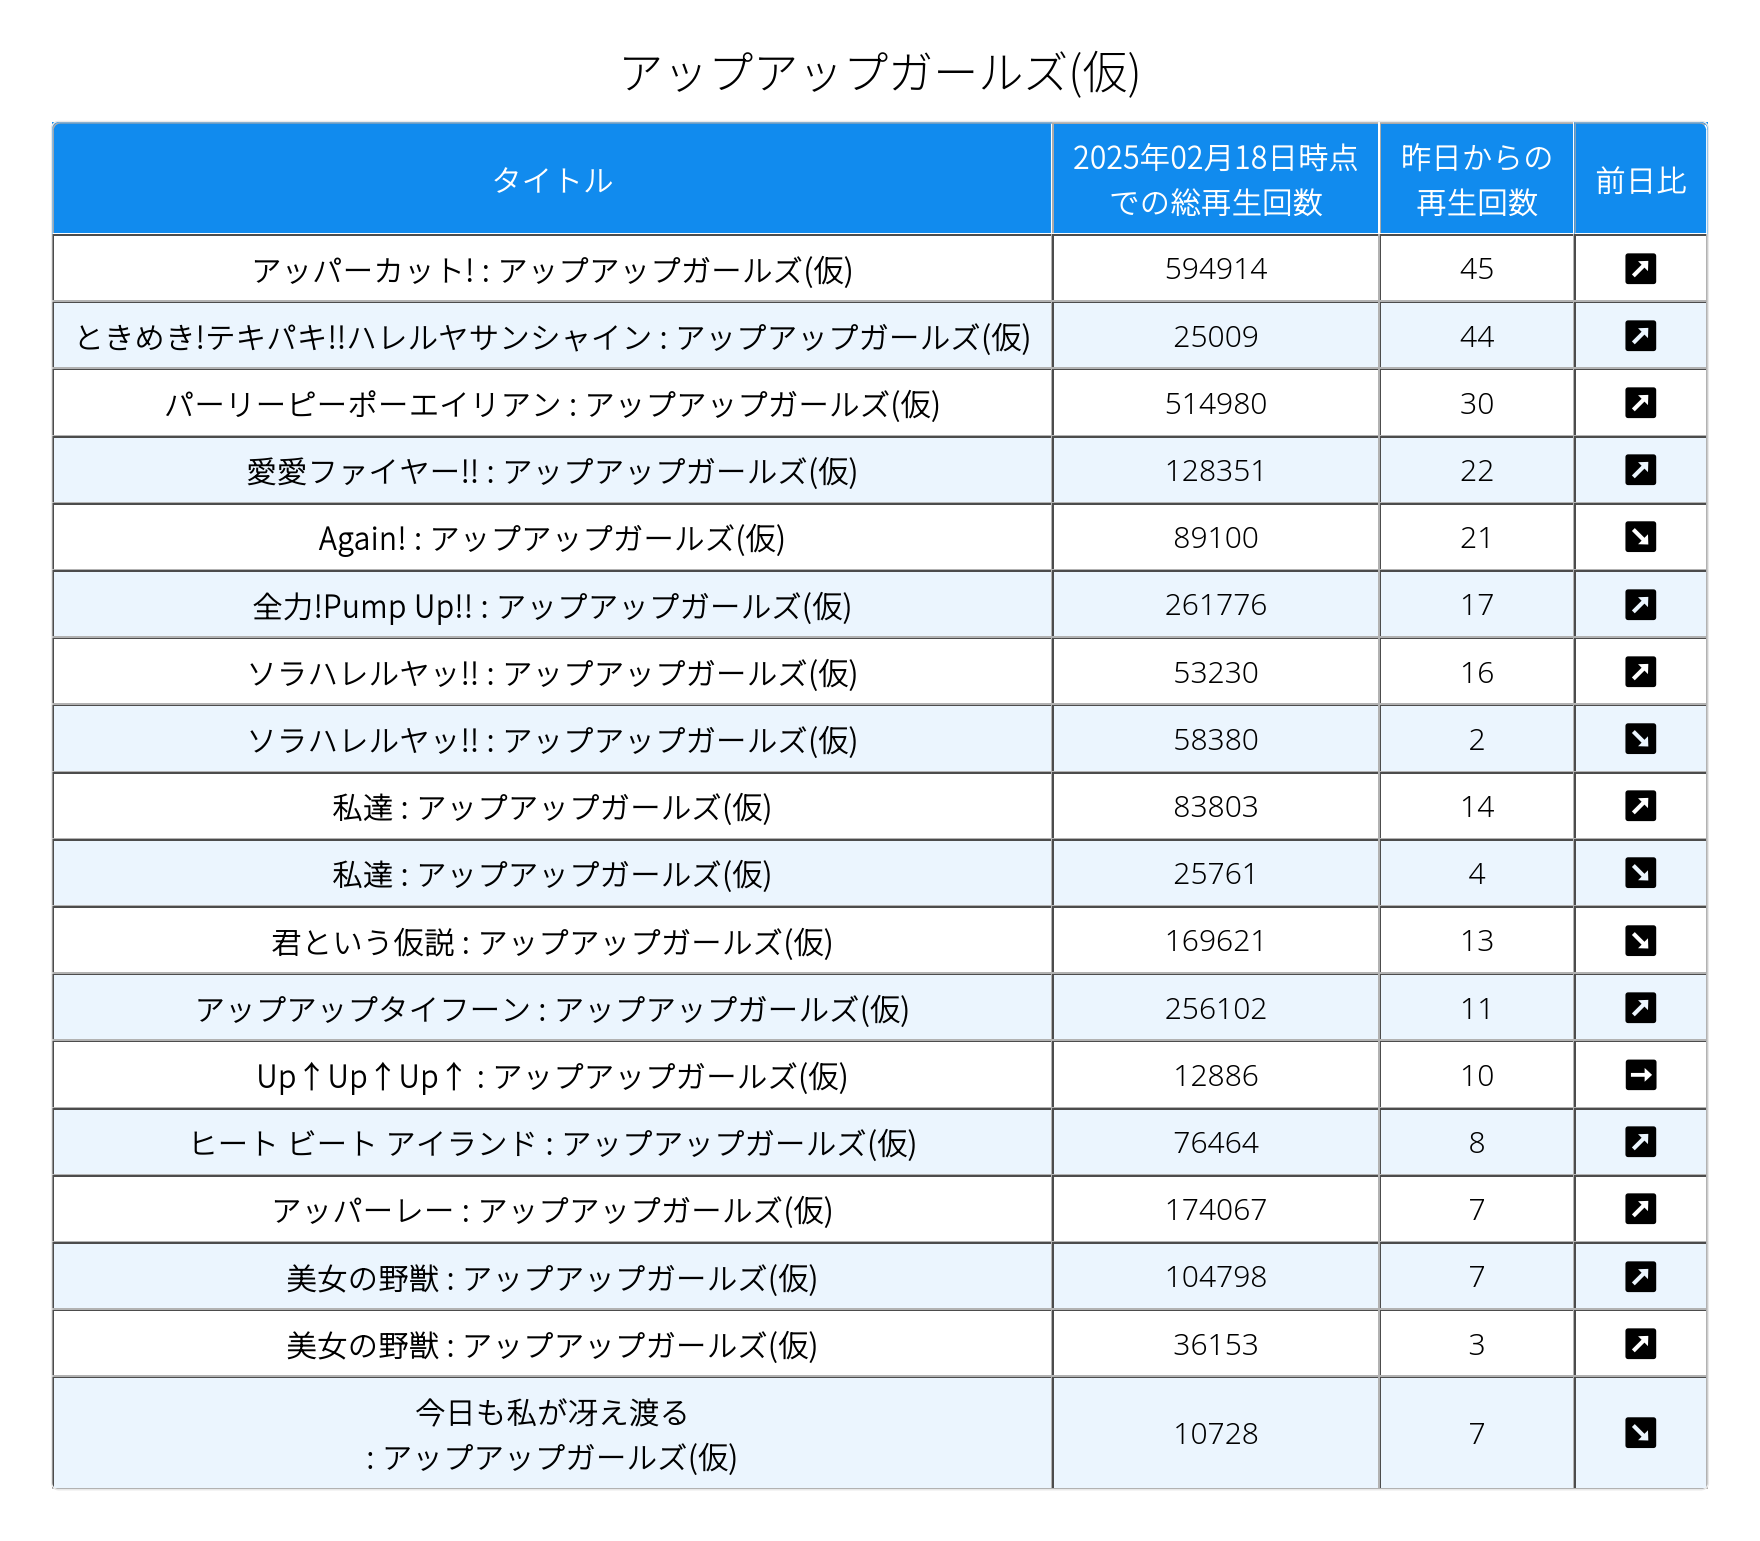 アップアップガールズ(仮)
タイトル
2025年02月18日時点
での総再生回数
昨日からの
再生回数
前日比
アッパーカット! : アップアップガールズ(仮) 594914 45
ときめき!テキパキ!!ハレルヤサンシャイン : アップアップガールズ(仮) 25009 44
パーリーピーポーエイリアン : アップアップガールズ(仮) 514980 30
愛愛ファイヤー!! : アップアップガールズ(仮) 128351 22
Again! : アップアップガールズ(仮) 89100 21
全力!Pump Up!! : アップアップガールズ(仮) 261776 17
ソラハレルヤッ!! : アップアップガールズ(仮) 53230 16
ソラハレルヤッ!! : アップアップガールズ(仮) 58380 2
私達 : アップアップガールズ(仮) 83803 14
私達 : アップアップガールズ(仮) 25761 4
君という仮説 : アップアップガールズ(仮) 169621 13
アップアップタイフーン : アップアップガールズ(仮) 256102 11
Up↑Up↑Up↑ : アップアップガールズ(仮) 12886 10
ヒート ビート アイランド : アップアップガールズ(仮) 76464 8
アッパーレー : アップアップガールズ(仮) 174067 7
美女の野獣 : アップアップガールズ(仮) 104798 7
美女の野獣 : アップアップガールズ(仮) 36153 3
今日も私が冴え渡る
: アップアップガールズ(仮) 10728 7